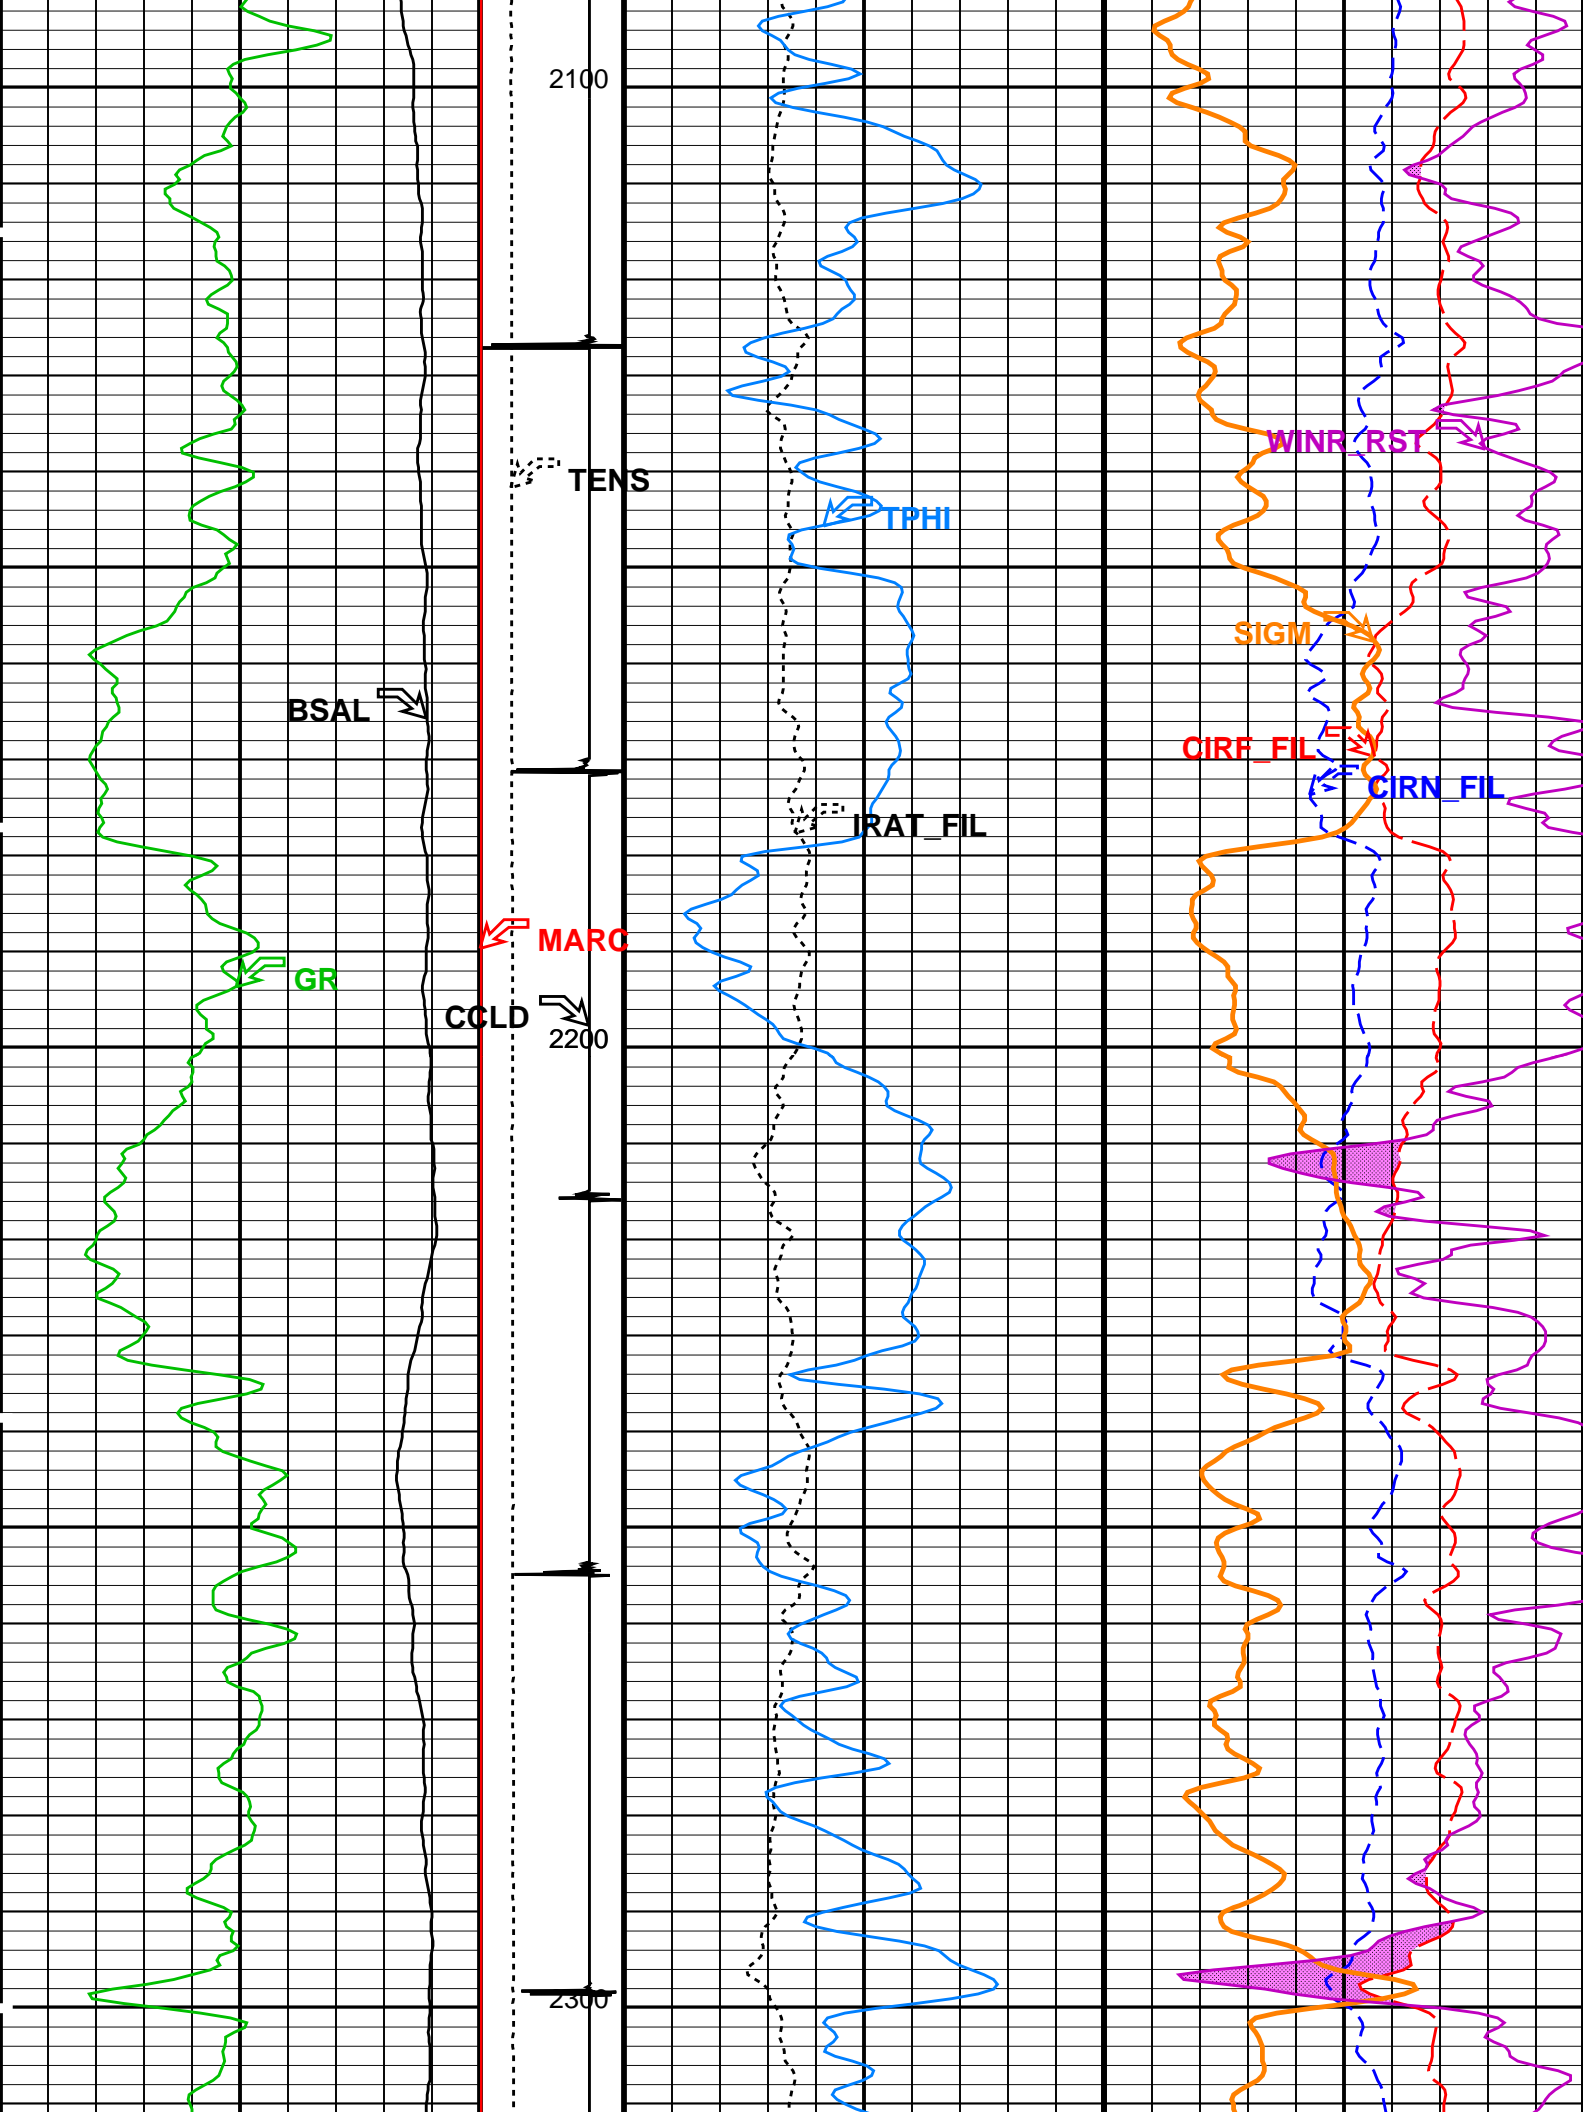 2100
WINR_RST
TENS
TPHI
SIGM
BSAL
CIRF_FIL
CIRN_FIL
IRAT_FIL
MARC
GR
CCLD
2200
2300